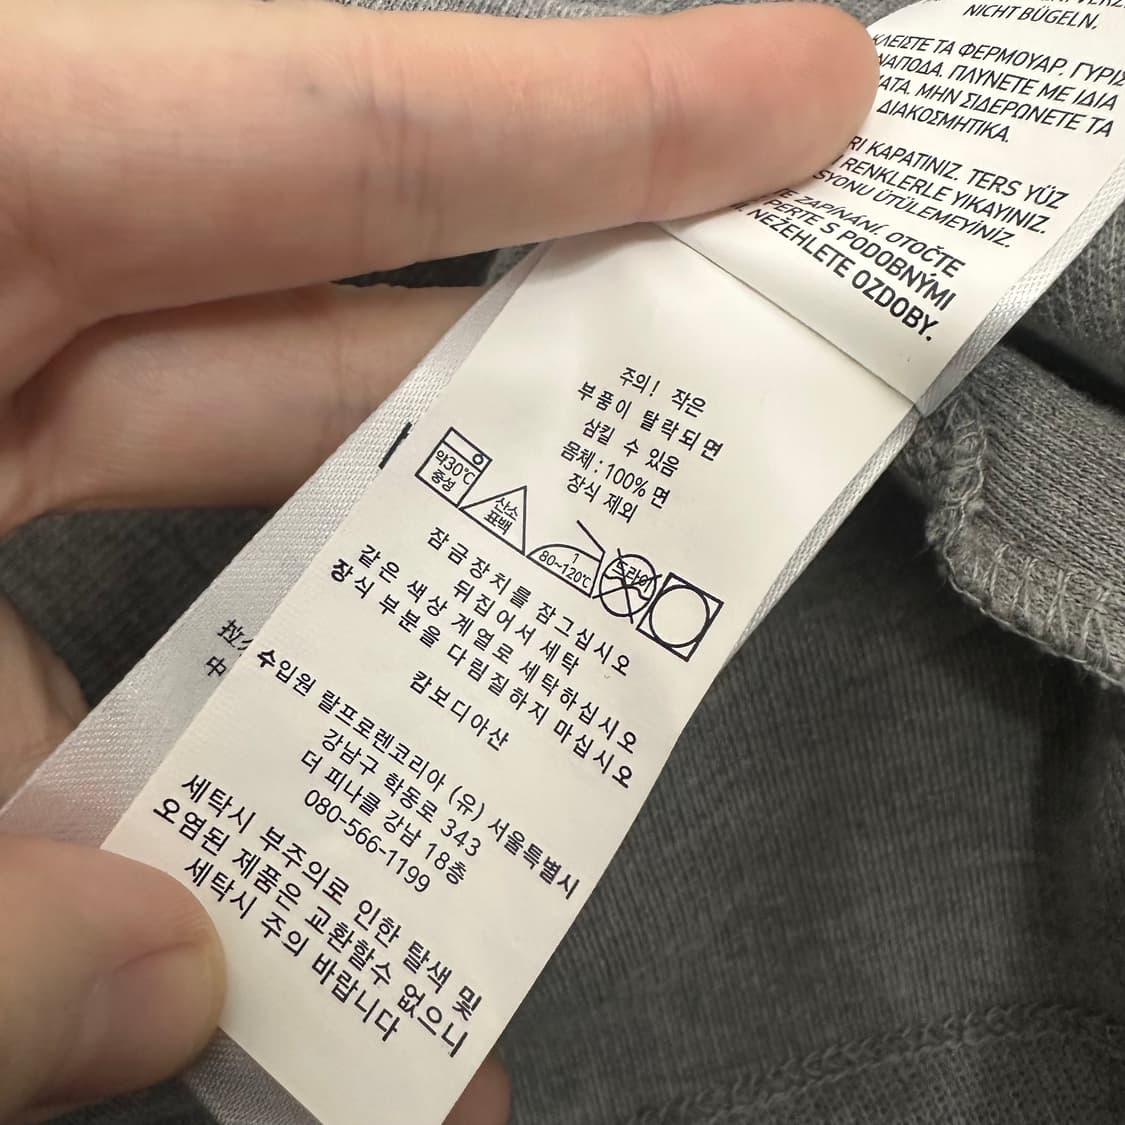 NICHT BÜGELN.
ΚΛΕΙΣΤΕ ΤΑ ΦΕΡΜΟΥΑΡ. ΓΥΡΙΣ
ΝΑΠΟΔΑ. ΠΛΥΝΕΤΕ ΜΕ ΙΔΙΑ
ΜΑΤΑ. ΜΗΝ ΣΙΔΕΡΩΝΕΤΕ ΤΑ
ΔΙΑΚΟΣΜΗΤΙΚΑ.
RI KAPATINIZ. TERS YÜZ
RENKLERLE YIKAYINIZ.
SYONU ÜTÜLEMEYİNİZ.
TE ZAPÍNÁNÍ. OTOČTE
PERTE S PODOBNÝMI
NEŽEHLETE OZDOBY.
주의! 작은
부품이 탈락되면
삼킬 수 있음
몸체:100% 면
장식 제외
약30℃
중성
산소
표백
1
80~120℃
드라이
잠금장치를 잠그십시오
뒤집어서 세탁
같은 색상 계열로 세탁하십시오
장식 부분을 다림질하지 마십시오
캄보디아산
수입원 랄프로렌코리아 (유) 서울특별시
강남구 학동로 343
더 피나클 강남 18층
080-566-1199
세탁시 부주의로 인한 탈색 및
오염된 제품은 교환할수 없으니
세탁시 주의 바랍니다
拉
中